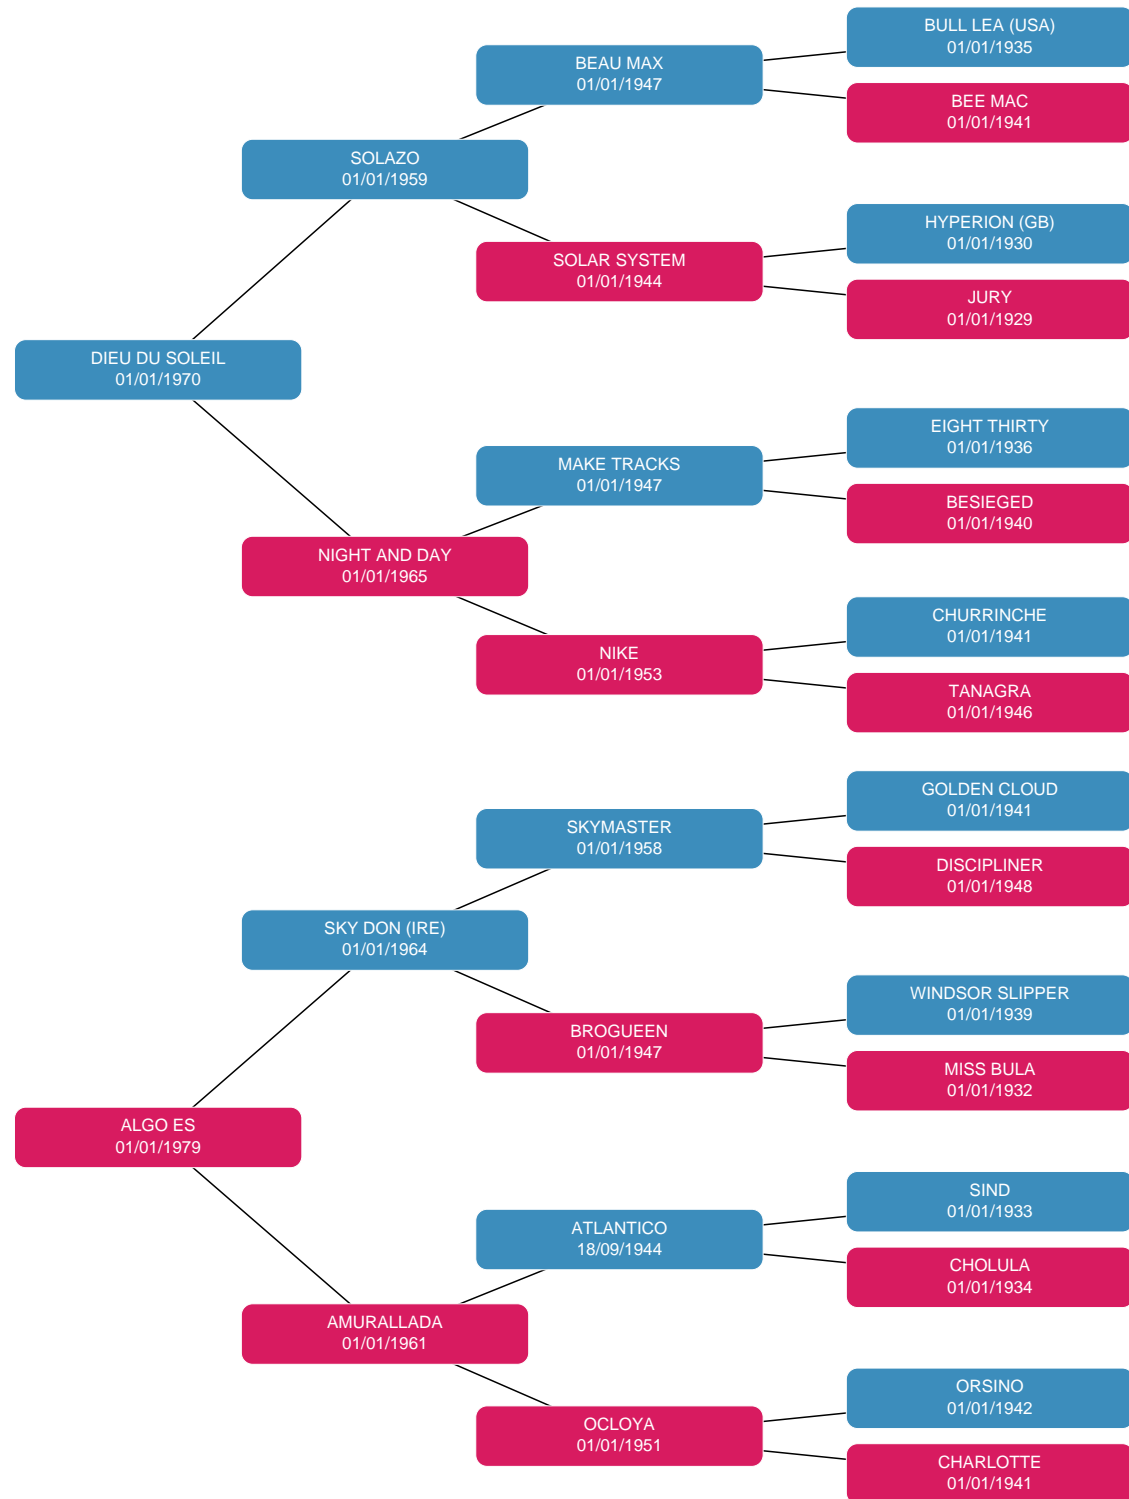 BULL LEA (USA)
01/01/1935
BEAU MAX
01/01/1947
BEE MAC
01/01/1941
SOLAZO
01/01/1959
HYPERION (GB)
01/01/1930
SOLAR SYSTEM
01/01/1944
JURY
01/01/1929
DIEU DU SOLEIL
01/01/1970
EIGHT THIRTY
01/01/1936
MAKE TRACKS
01/01/1947
BESIEGED
01/01/1940
NIGHT AND DAY
01/01/1965
CHURRINCHE
01/01/1941
NIKE
01/01/1953
TANAGRA
01/01/1946
GOLDEN CLOUD
01/01/1941
SKYMASTER
01/01/1958
DISCIPLINER
01/01/1948
SKY DON (IRE)
01/01/1964
WINDSOR SLIPPER
01/01/1939
BROGUEEN
01/01/1947
MISS BULA
01/01/1932
ALGO ES
01/01/1979
SIND
01/01/1933
ATLANTICO
18/09/1944
CHOLULA
01/01/1934
AMURALLADA
01/01/1961
ORSINO
01/01/1942
OCLOYA
01/01/1951
CHARLOTTE
01/01/1941